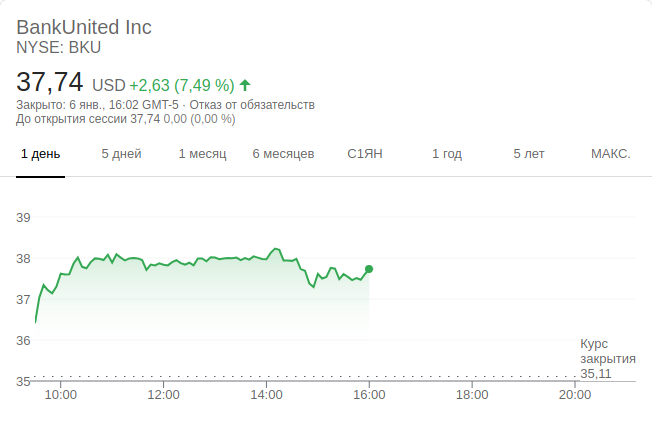 BankUnited Inc
NYSE: BKU
37,74 USD +2,63 (7,49 %)
Закрыто: 6 янв., 16:02 GMT-5 · Отказ от обязательств
До открытия сессии 37,74 0,00 (0,00 %)
1 день 5 дней 1 месяц 6 месяцев С1ЯН 1 год 5 лет МАКС.
39
38
37
36
Курс
закрытия
35,11
35
10:00 12:00 14:00 16:00 18:00 20:00